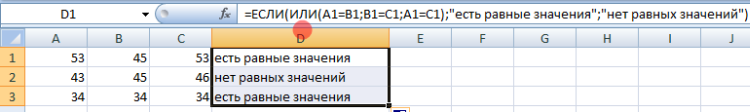 D1 fx =ЕСЛИ(ИЛИ(A1=B1;B1=C1;A1=C1);"есть равные значения";"нет равных значений")
A B C D E F G H I J
1 53 45 53 есть равные значения
2 43 45 46 нет равных значений
3 34 34 34 есть равные значения